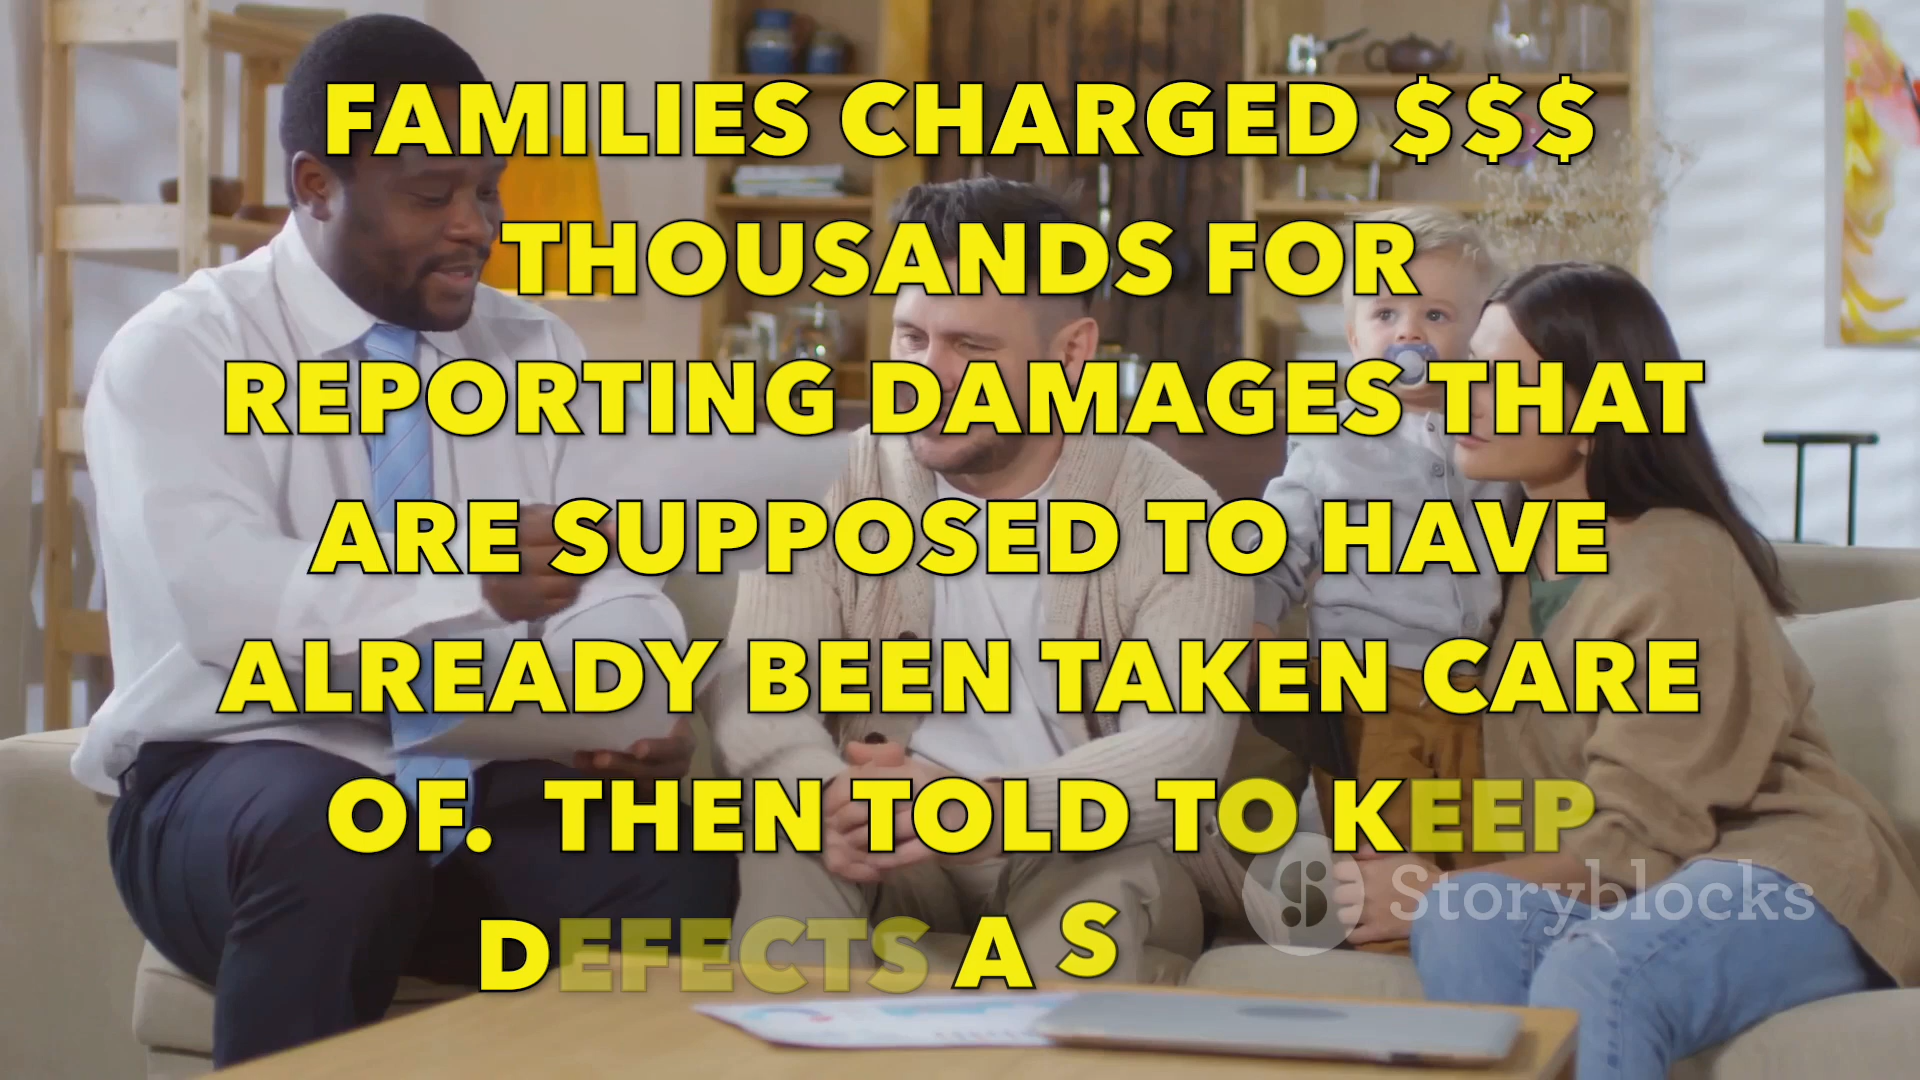 FAMILIES CHARGED $$$
THOUSANDS FOR
REPORTING DAMAGES THAT
ARE SUPPOSED TO HAVE
ALREADY BEEN TAKEN CARE
OF. THEN TOLD TO KEEP
DEFECTS A S
Storyblocks